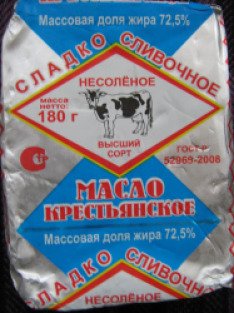 Массовая доля жира 72,5%
СЛАДКО СЛИВОЧНОЕ
НЕСОЛЁНОЕ
масса
нетто:
180 г
ВЫСШИЙ
СОРТ
ГОСТ Р
52969-2008
МАСЛО
КРЕСТЬЯНСКОЕ
Массовая доля жира 72,5%
СЛАДКО СЛИВОЧНОЕ
НЕСОЛЁНОЕ